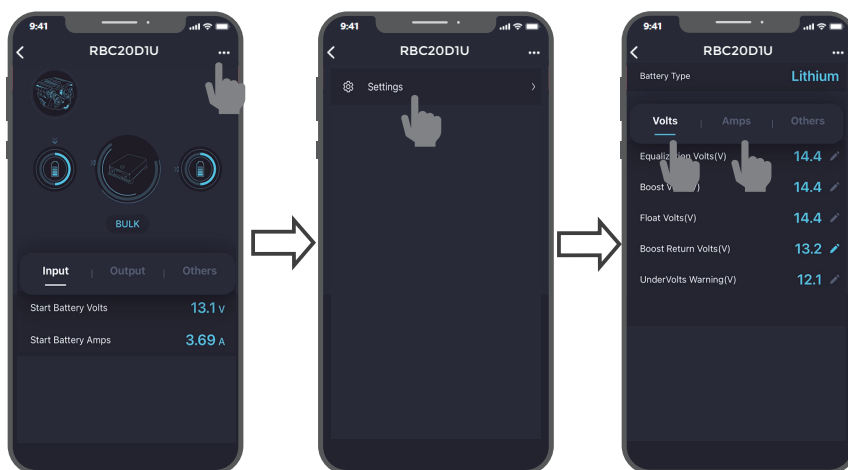 9:41
RBC20D1U
BULK
Input | Output | Others
Start Battery Volts 13.1 V
Start Battery Amps 3.69 A
9:41
RBC20D1U
Settings
9:41
RBC20D1U
Battery Type Lithium
Volts | Amps | Others
Volts(V) 14.4
Boost 14.4
Float Volts(V) 14.4
Boost Return Volts(V) 13.2
UnderVolts Warning(V) 12.1